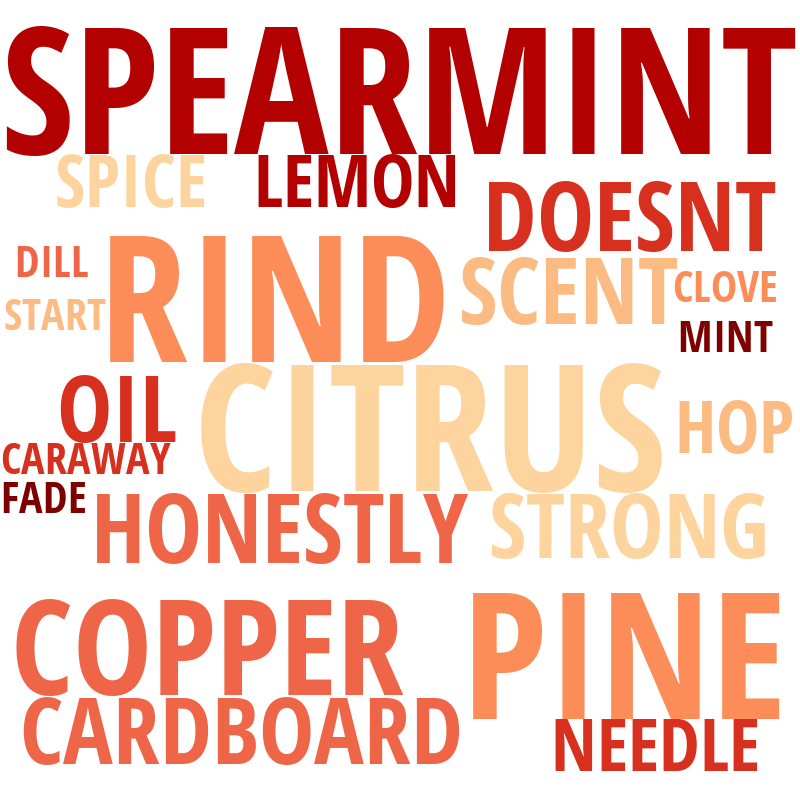 SPEARMINT
SPICE LEMON
DOESNT
DILL RIND SCENT CLOVE
START MINT
OIL CITRUS HOP
CARAWAY
FADE HONESTLY STRONG
COPPER PINE
CARDBOARD NEEDLE